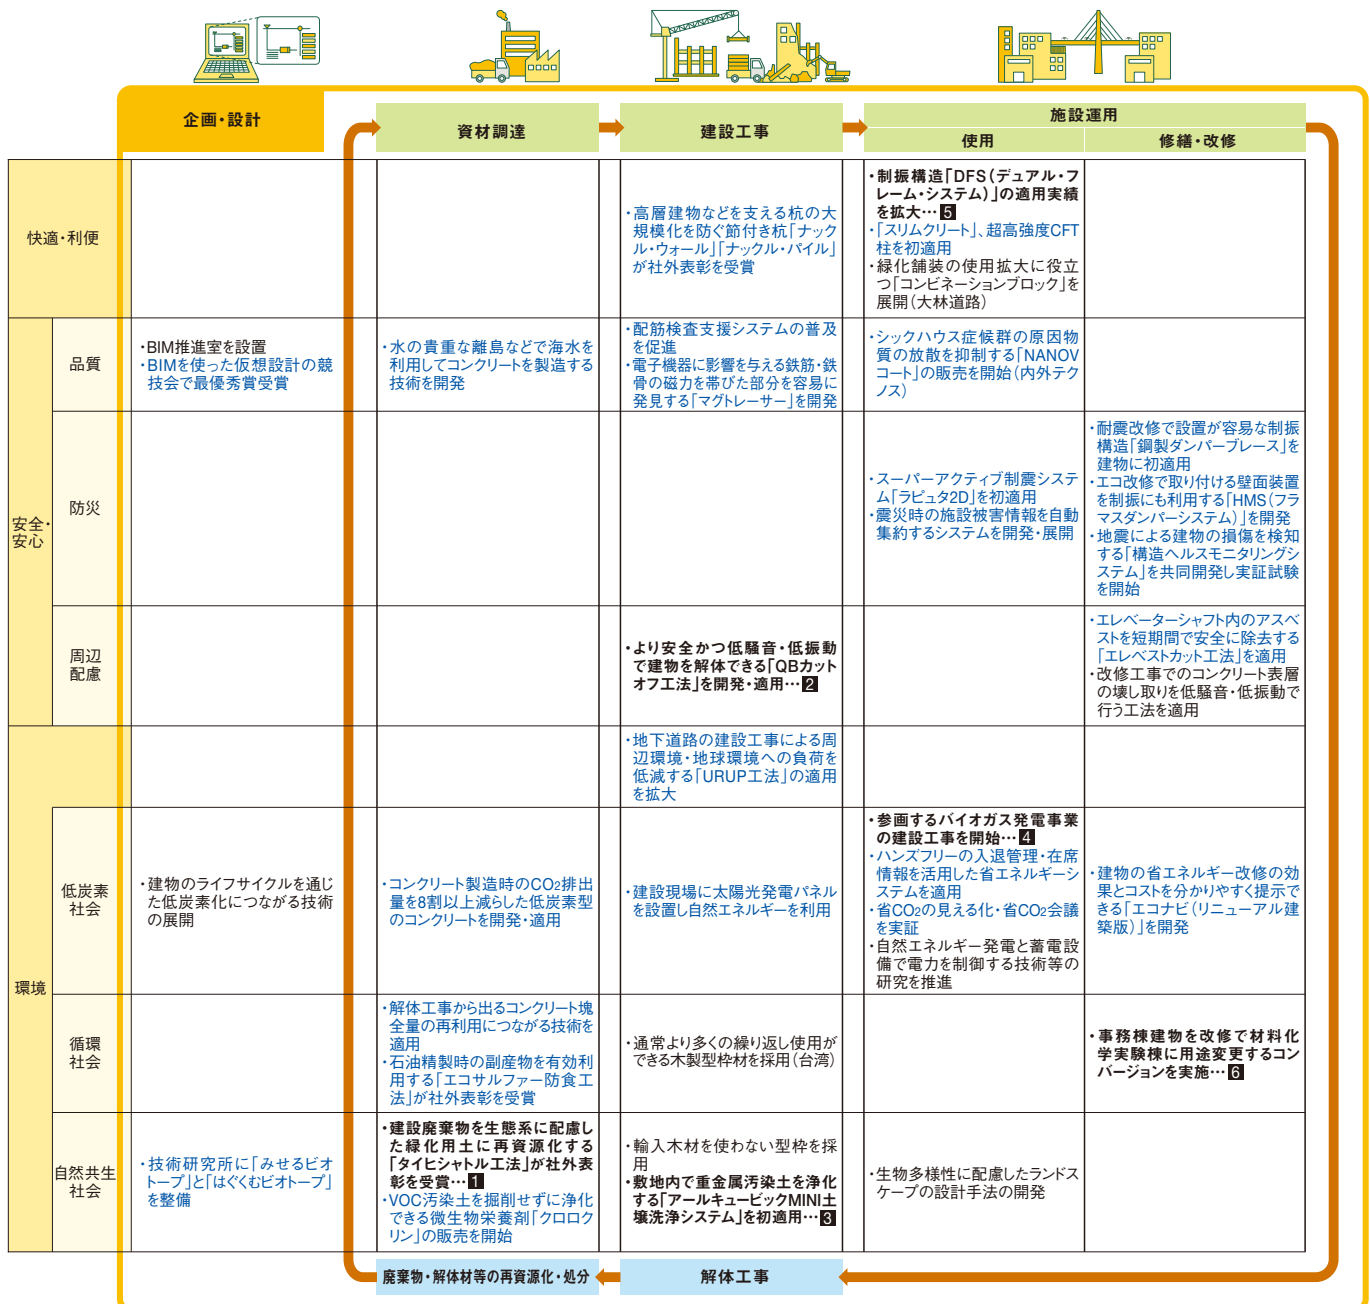 企画・設計
資材調達
建設工事
施設運用
使用
修繕・改修
快適・利便
・高層建物などを支える杭の大
規模化を防ぐ節付き杭「ナック
ル・ウォール」「ナックル・パイル」
が社外表彰を受賞
・制振構造「DFS（デュアル・フ
レーム・システム）」の適用実績
を拡大…5
・「スリムクリート」、超高強度CFT
柱を初適用
・緑化舗装の使用拡大に役立
つ「コンビネーションブロック」を
展開（大林道路）
安全・
安心
品質
・BIM推進室を設置
・BIMを使った仮想設計の競
技会で最優秀賞受賞
・水の貴重な離島などで海水を
利用してコンクリートを製造する
技術を開発
・配筋検査支援システムの普及
を促進
・電子機器に影響を与える鉄筋・鉄
骨の磁力を帯びた部分を容易に
発見する「マグトレーサー」を開発
・シックハウス症候群の原因物
質の放散を抑制する「NANOV
コート」の販売を開始（内外テク
ノス）
防災
・スーパーアクティブ制震システ
ム「ラピュタ2D」を初適用
・震災時の施設被害情報を自動
集約するシステムを開発・展開
・耐震改修で設置が容易な制振
構造「鋼製ダンパーブレース」を
建物に初適用
・エコ改修で取り付ける壁面装置
を制振にも利用する「HMS（フラ
マスダンパーシステム）」を開発
・地震による建物の損傷を検知
する「構造ヘルスモニタリングシ
ステム」を共同開発し実証試験
を開始
周辺
配慮
・より安全かつ低騒音・低振動
で建物を解体できる「QBカット
オフ工法」を開発・適用…2
・エレベーターシャフト内のアスベ
ストを短期間で安全に除去する
「エレベストカット工法」を適用
・改修工事でのコンクリート表層
の壊し取りを低騒音・低振動で
行う工法を適用
環境
・地下道路の建設工事による周
辺環境・地球環境への負荷を
低減する「URUP工法」の適用
を拡大
低炭素
社会
・建物のライフサイクルを通じ
た低炭素化につながる技術
の展開
・コンクリート製造時のCO2排出
量を8割以上減らした低炭素型
のコンクリートを開発・適用
・建設現場に太陽光発電パネル
を設置し自然エネルギーを利用
・参画するバイオガス発電事業
の建設工事を開始…4
・ハンズフリーの入退管理・在席
情報を活用した省エネルギーシ
ステムを適用
・省CO2の見える化・省CO2会議
を実証
・自然エネルギー発電と蓄電設
備で電力を制御する技術等の
研究を推進
・建物の省エネルギー改修の効
果とコストを分かりやすく提示で
きる「エコナビ（リニューアル建
築版）」を開発
循環
社会
・解体工事から出るコンクリート塊
全量の再利用につながる技術を
適用
・石油精製時の副産物を有効利
用する「エコサルファー防食工
法」が社外表彰を受賞
・通常より多くの繰り返し使用が
できる木製型枠材を採用（台湾）
・事務棟建物を改修で材料化
学実験棟に用途変更するコン
バージョンを実施…6
自然共生
社会
・技術研究所に「みせるビオ
トープ」と「はぐくむビオトープ」
を整備
・建設廃棄物を生態系に配慮し
た緑化用土に再資源化する
「タイヒシャトル工法」が社外表
彰を受賞…1
・VOC汚染土を掘削せずに浄化
できる微生物栄養剤「クロロク
リン」の販売を開始
・輸入木材を使わない型枠を採
用
・敷地内で重金属汚染土を浄化
する「アールキュービックMINI土
壌洗浄システム」を初適用…3
・生物多様性に配慮したランドス
ケープの設計手法の開発
廃棄物・解体材等の再資源化・処分
解体工事